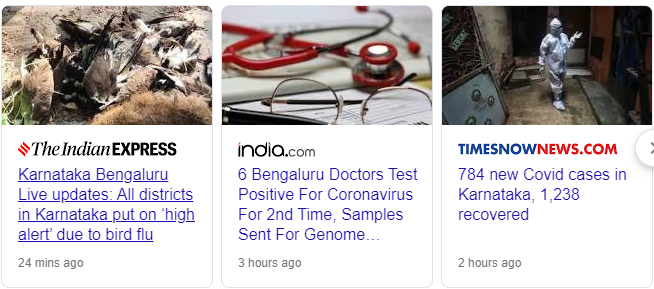 The Indian EXPRESS
Karnataka Bengaluru
Live updates: All districts
in Karnataka put on 'high
alert' due to bird flu
24 mins ago
india.com
6 Bengaluru Doctors Test
Positive For Coronavirus
For 2nd Time, Samples
Sent For Genome...
3 hours ago
TIMESNOWNEWS.COM
784 new Covid cases in
Karnataka, 1,238
recovered
2 hours ago